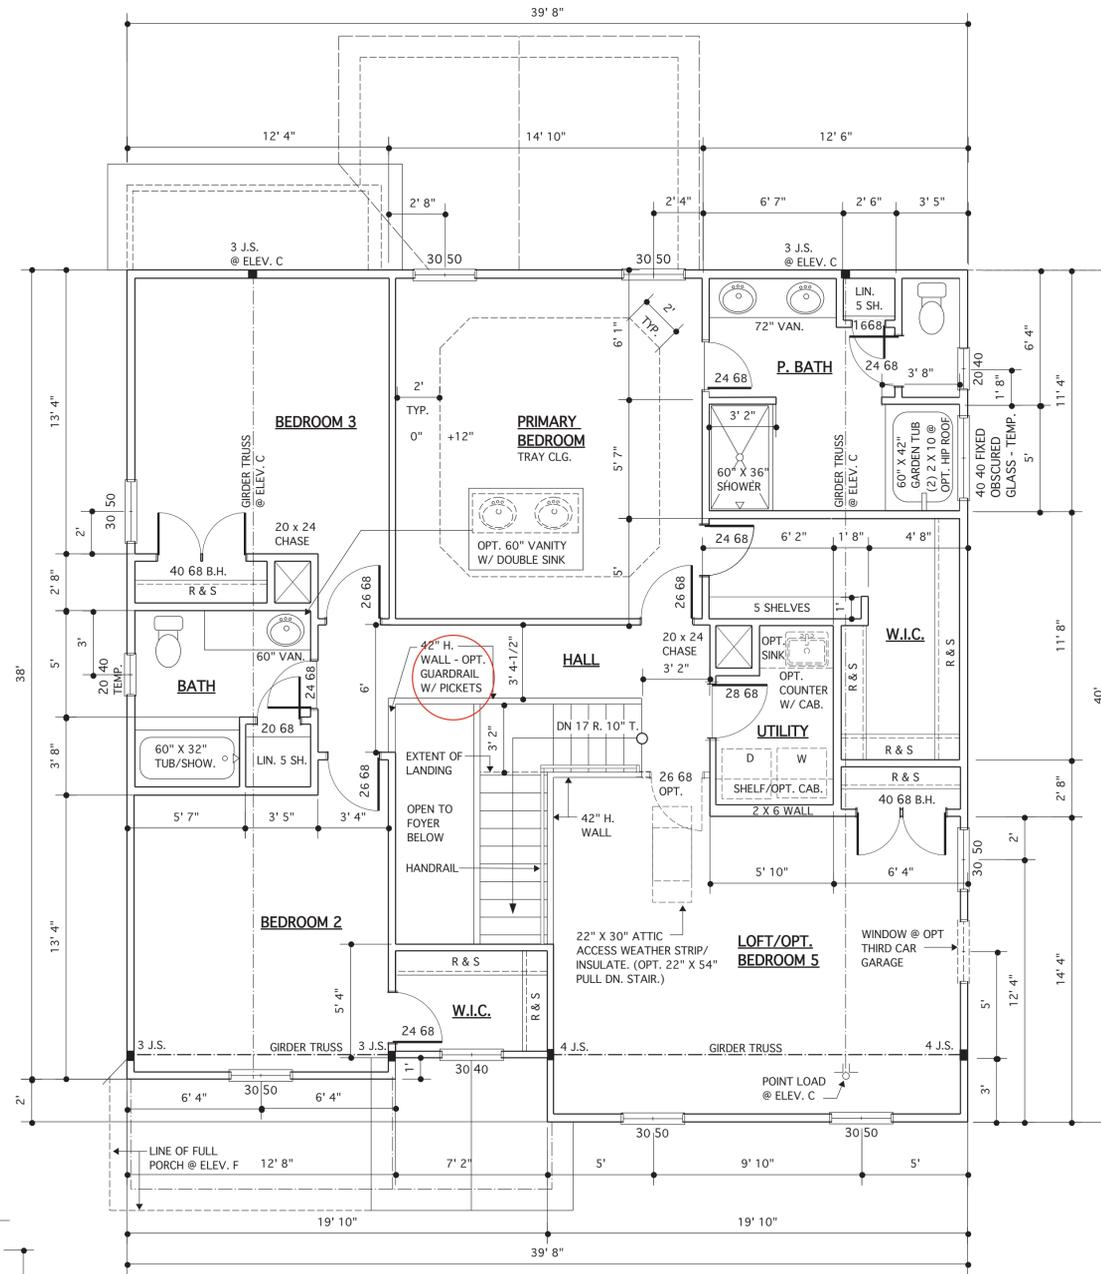 39' 8"
12' 4"
14' 10"
12' 6"
2' 8"
2' 4"
6' 7"
2' 6"
3' 5"
3 J.S.
@ ELEV. C
30 50
30 50
3 J.S.
@ ELEV. C
LIN.
5 SH.
72" VAN.
1668
2'
TYP.
6' 1"
6' 4"
P. BATH
24 68
24 68
3' 8"
20 40
1' 8"
11' 4"
2'
TYP.
0"
+12"
13' 4"
BEDROOM 3
PRIMARY
BEDROOM
TRAY CLG.
3' 2"
60" X 36"
SHOWER
GIRDER TRUSS
@ ELEV. C
GIRDER TRUSS
@ ELEV. C
60" X 42"
GARDEN TUB
(2) 2 X 10 @
OPT. HIP ROOF
40 40 FIXED
OBSCURED
GLASS - TEMP.
5'
5' 7"
30 50
2'
20 x 24
CHASE
OPT. 60" VANITY
W/ DOUBLE SINK
24 68
6' 2"
1' 8"
4' 8"
40 68 B.H.
R & S
2' 8"
26 68
5'
26 68
5 SHELVES
1"
W.I.C.
R & S
R & S
11' 8"
3'
60" VAN.
BATH
20 40
TEMP.
5'
24 68
20 68
38'
40'
42" H.
WALL - OPT.
GUARDRAIL
W/ PICKETS
6'
3' 4-1/2"
HALL
20 x 24
CHASE
3' 2"
OPT.
SINK
OPT.
COUNTER
W/ CAB.
28 68
UTILITY
D
W
SHELF/OPT. CAB.
2 X 6 WALL
R & S
R & S
40 68 B.H.
2' 8"
3' 8"
60" X 32"
TUB/SHOW.
LIN. 5 SH.
26 68
EXTENT OF
LANDING
3' 2"
DN 17 R. 10" T.
26 68
OPT.
OPEN TO
FOYER
BELOW
42" H.
WALL
HANDRAIL
5' 7"
3' 5"
3' 4"
2'
30 50
5' 10"
6' 4"
13' 4"
BEDROOM 2
22" X 30" ATTIC
ACCESS WEATHER STRIP/
INSULATE. (OPT. 22" X 54"
PULL DN. STAIR.)
LOFT/OPT.
BEDROOM 5
WINDOW @ OPT
THIRD CAR
GARAGE
R & S
R & S
5' 4"
W.I.C.
24 68
5'
12' 4"
14' 4"
3 J.S.
GIRDER TRUSS
3 J.S.
4 J.S.
GIRDER TRUSS
4 J.S.
30 40
1'
30 50
POINT LOAD
@ ELEV. C
3'
2'
6' 4"
6' 4"
30 50
30 50
LINE OF FULL
PORCH @ ELEV. F
12' 8"
7' 2"
5'
9' 10"
5'
19' 10"
19' 10"
39' 8"